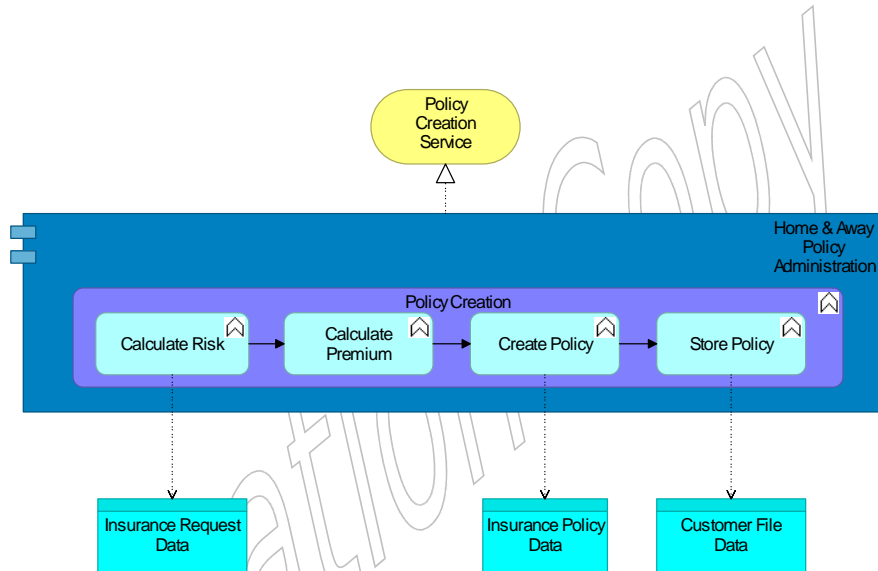 Policy
Creation
Service
Home & Away
Policy
Administration
Policy Creation
Calculate Risk
Calculate
Premium
Create Policy
Store Policy
Insurance Request
Data
Insurance Policy
Data
Customer File
Data